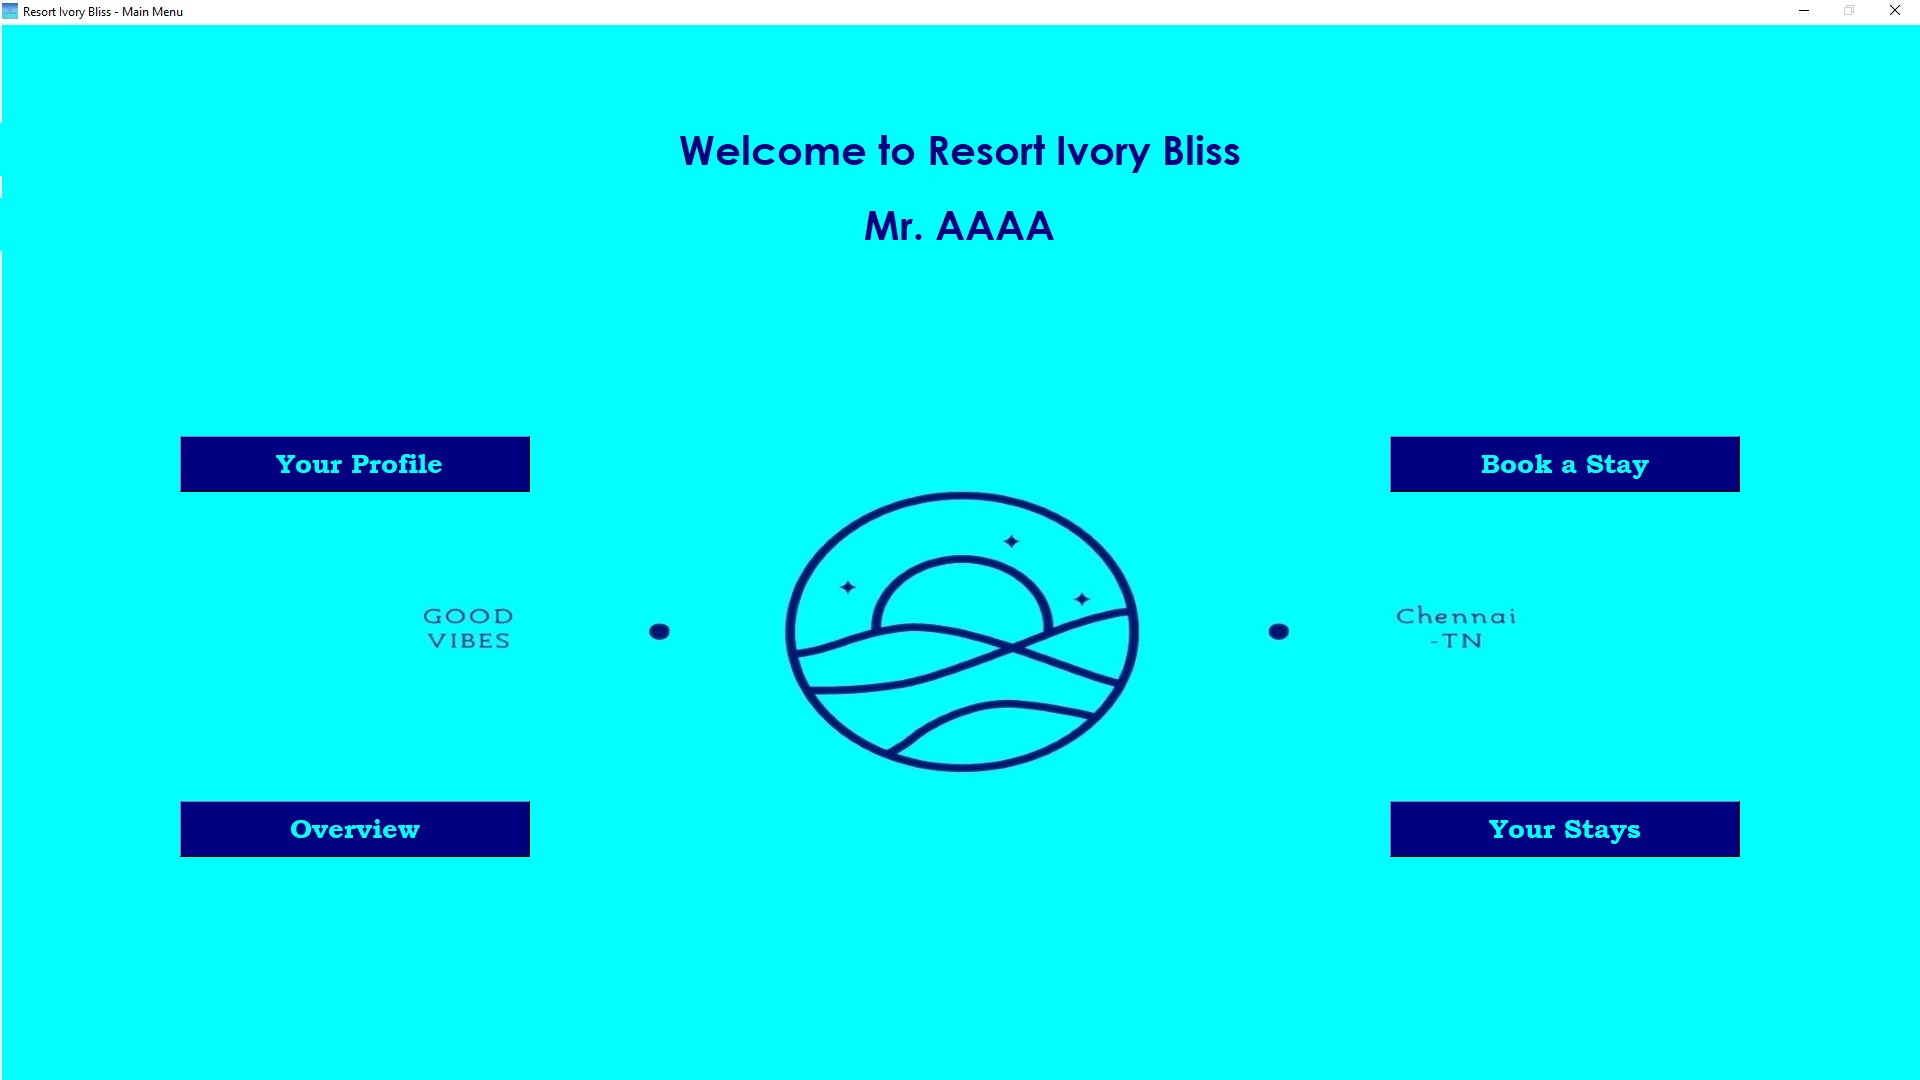 Resort Ivory Bliss - Main Menu
Welcome to Resort Ivory Bliss
Mr. AAAA
Your Profile
Book a Stay
GOOD
VIBES
Chennai
-TN
Overview
Your Stays